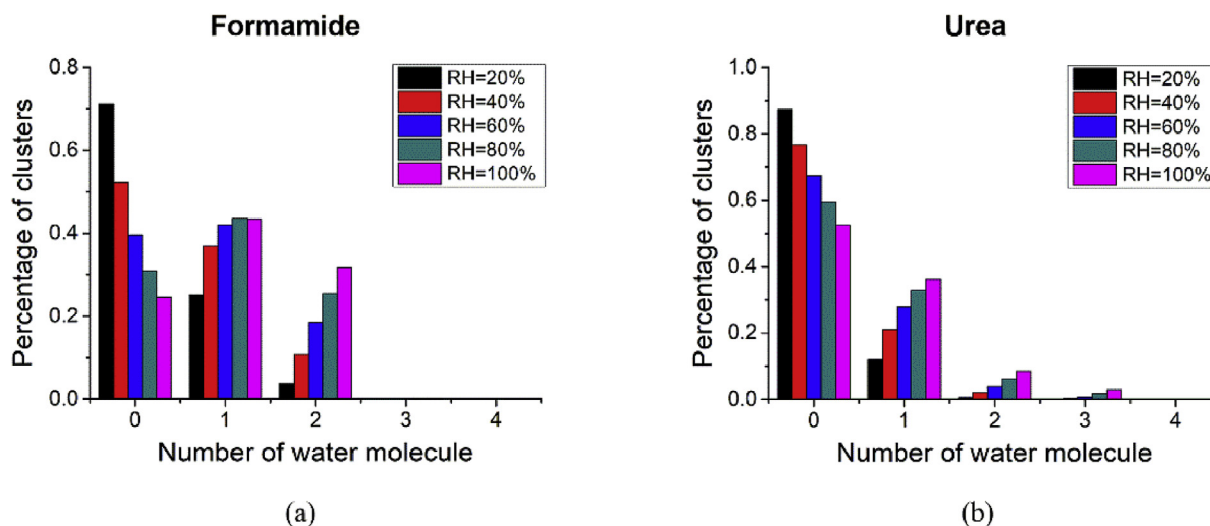 Formamide
Percentage of clusters
0.8
0.6
0.4
0.2
0.0
RH=20%
RH=40%
RH=60%
RH=80%
RH=100%
0 1 2 3 4
Number of water molecule
(a)
Urea
Percentage of clusters
1.0
0.8
0.6
0.4
0.2
0.0
RH=20%
RH=40%
RH=60%
RH=80%
RH=100%
0 1 2 3 4
Number of water molecule
(b)